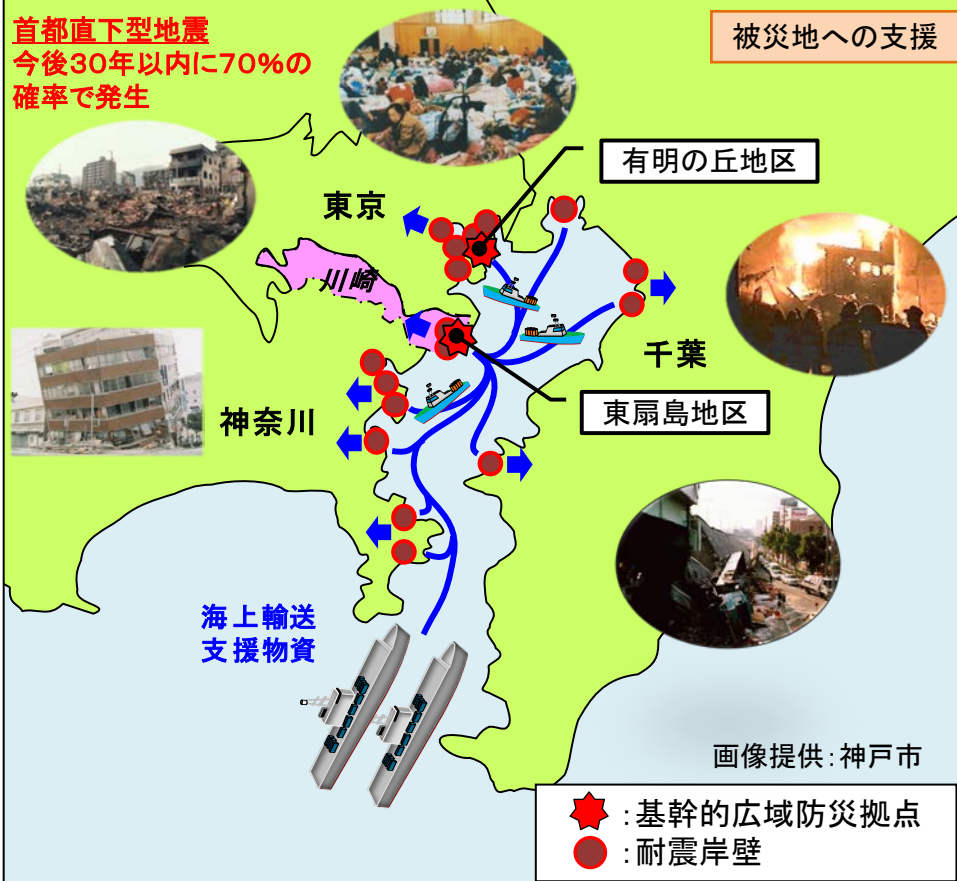 首都直下型地震
今後30年以内に70%の
確率で発生
被災地への支援
有明の丘地区
東京
川崎
千葉
東扇島地区
神奈川
海上輸送
支援物資
画像提供:神戸市
:基幹的広域防災拠点
:耐震岸壁